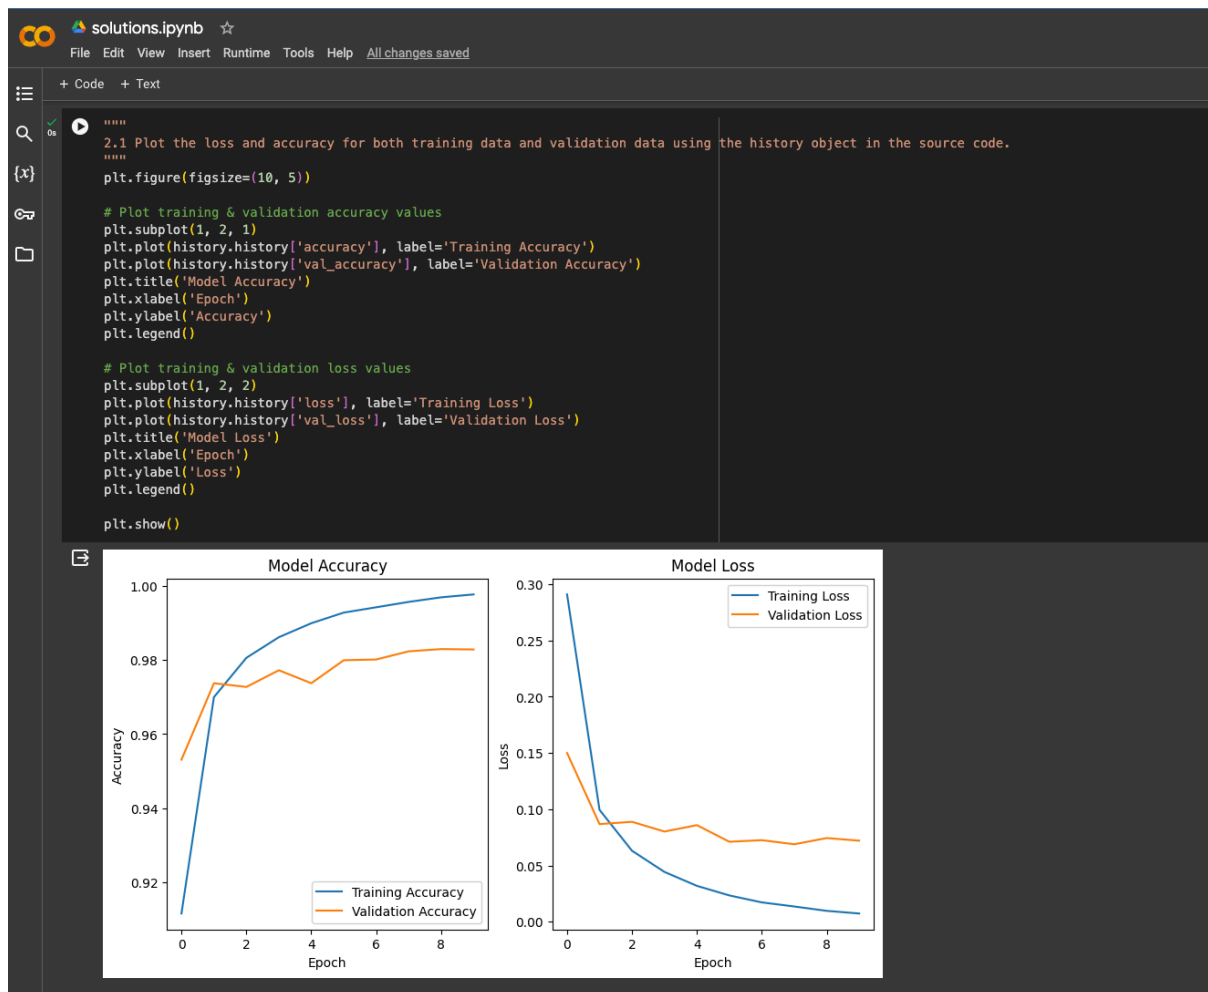 solutions.ipynb
File Edit View Insert Runtime Tools Help All changes saved
+ Code + Text
{x}
0s
"""
2.1 Plot the loss and accuracy for both training data and validation data using the history object in the source code.
"""
plt.figure(figsize=(10, 5))
# Plot training & validation accuracy values
plt.subplot(1, 2, 1)
plt.plot(history.history['accuracy'], label='Training Accuracy')
plt.plot(history.history['val_accuracy'], label='Validation Accuracy')
plt.title('Model Accuracy')
plt.xlabel('Epoch')
plt.ylabel('Accuracy')
plt.legend()
# Plot training & validation loss values
plt.subplot(1, 2, 2)
plt.plot(history.history['loss'], label='Training Loss')
plt.plot(history.history['val_loss'], label='Validation Loss')
plt.title('Model Loss')
plt.xlabel('Epoch')
plt.ylabel('Loss')
plt.legend()
plt.show()
Model Accuracy
1.00
0.98
0.96
0.94
0.92
Accuracy
Training Accuracy
Validation Accuracy
0 2 4 6 8
Epoch
Model Loss
0.30
0.25
0.20
0.15
0.10
0.05
0.00
Loss
Training Loss
Validation Loss
0 2 4 6 8
Epoch